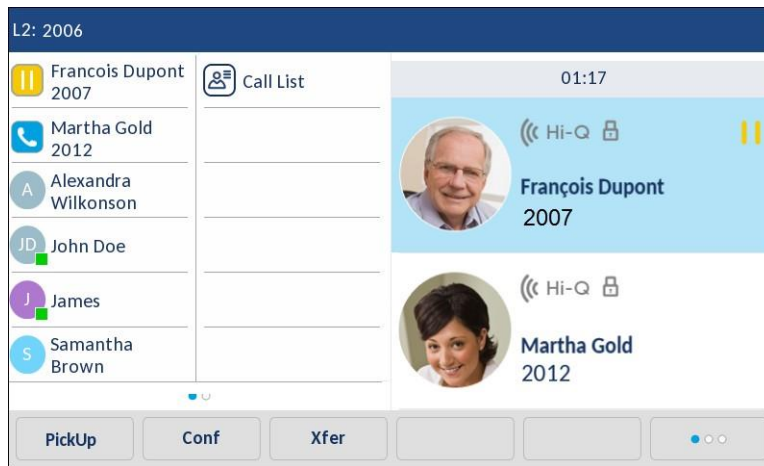 L2: 2006
Francois Dupont
2007
Martha Gold
2012
A
Alexandra
Wilkonson
JD
John Doe
J
James
S
Samantha
Brown
Call List
01:17
Hi-Q
François Dupont
2007
Hi-Q
Martha Gold
2012
PickUp
Conf
Xfer